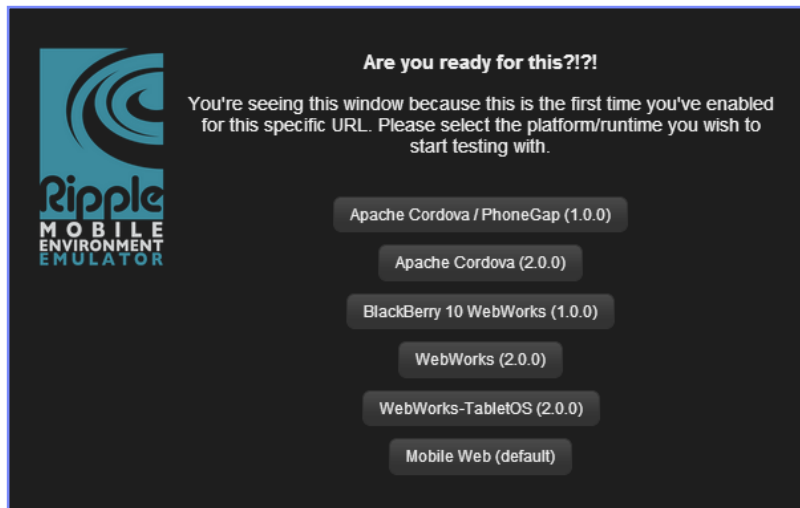 Are you ready for this?!?!
You're seeing this window because this is the first time you've enabled
for this specific URL. Please select the platform/runtime you wish to
start testing with.
Ripple
MOBILE
ENVIRONMENT
EMULATOR
Apache Cordova / PhoneGap (1.0.0)
Apache Cordova (2.0.0)
BlackBerry 10 WebWorks (1.0.0)
WebWorks (2.0.0)
WebWorks-TabletOS (2.0.0)
Mobile Web (default)